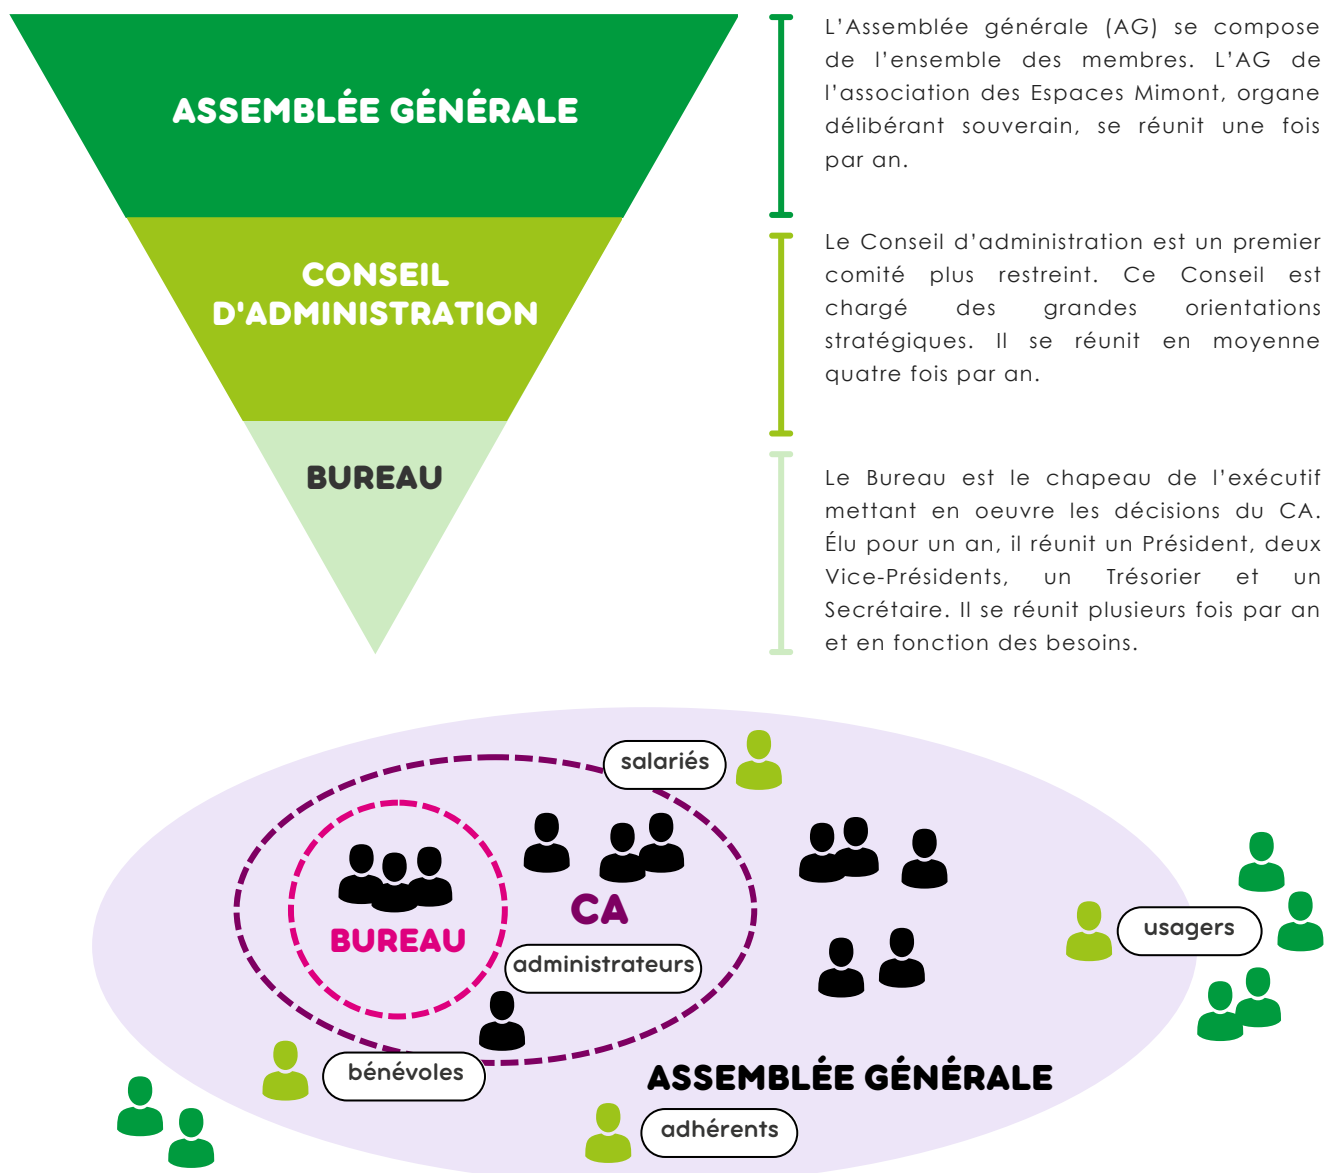 ASSEMBLÉE GÉNÉRALE
L'Assemblée générale (AG) se compose
de l'ensemble des membres. L'AG de
l'association des Espaces Mimont, organe
délibérant souverain, se réunit une fois
par an.
CONSEIL
D'ADMINISTRATION
Le Conseil d'administration est un premier
comité plus restreint. Ce Conseil est
chargé des grandes orientations
stratégiques. Il se réunit en moyenne
quatre fois par an.
BUREAU
Le Bureau est le chapeau de l'exécutif
mettant en oeuvre les décisions du CA.
Élu pour un an, il réunit un Président, deux
Vice-Présidents, un Trésorier et un
Secrétaire. Il se réunit plusieurs fois par an
et en fonction des besoins.
salariés
CA
BUREAU
usagers
administrateurs
bénévoles
ASSEMBLÉE GÉNÉRALE
adhérents